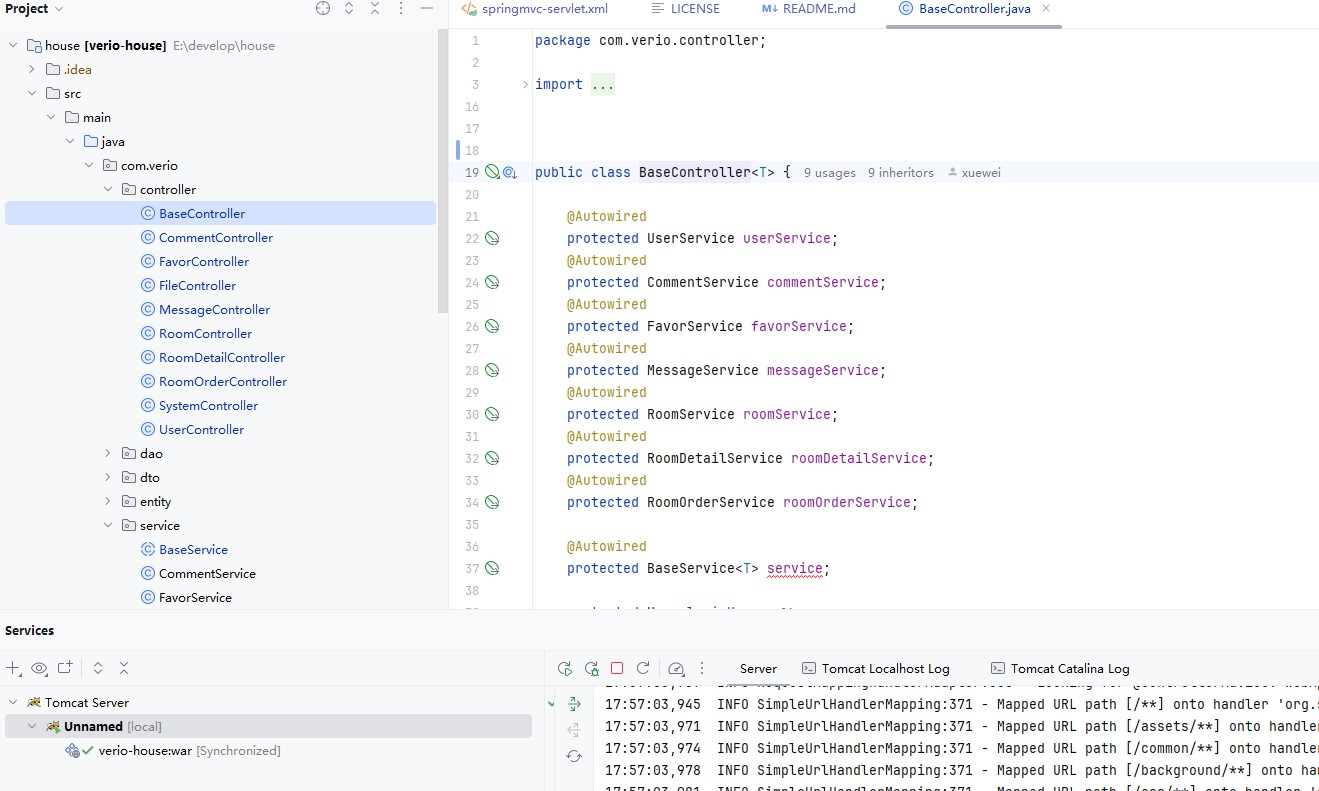 Project
house [verio-house] E:\develop\house
.idea
src
main
java
com.verio
controller
BaseController
CommentController
FavorController
FileController
MessageController
RoomController
RoomDetailController
RoomOrderController
SystemController
UserController
dao
dto
entity
service
BaseService
CommentService
FavorService
springmvc-servlet.xml LICENSE README.md BaseController.java
1 package com.verio.controller;
2
3 import ...
16
17
18
19 public class BaseController<T> { 9 usages 9 inheritors xuewei
20
21 @Autowired
22 protected UserService userService;
23 @Autowired
24 protected CommentService commentService;
25 @Autowired
26 protected FavorService favorService;
27 @Autowired
28 protected MessageService messageService;
29 @Autowired
30 protected RoomService roomService;
31 @Autowired
32 protected RoomDetailService roomDetailService;
33 @Autowired
34 protected RoomOrderService roomOrderService;
35
36 @Autowired
37 protected BaseService<T> service;
38
Services
Tomcat Server
Unnamed [local]
verio-house:war [Synchronized]
Server Tomcat Localhost Log Tomcat Catalina Log
17:57:03,945 INFO SimpleUrlHandlerMapping:371 - Mapped URL path [/**] onto handler 'org.
17:57:03,971 INFO SimpleUrlHandlerMapping:371 - Mapped URL path [/assets/**] onto handler
17:57:03,974 INFO SimpleUrlHandlerMapping:371 - Mapped URL path [/common/**] onto handler
17:57:03,978 INFO SimpleUrlHandlerMapping:371 - Mapped URL path [/background/**] onto